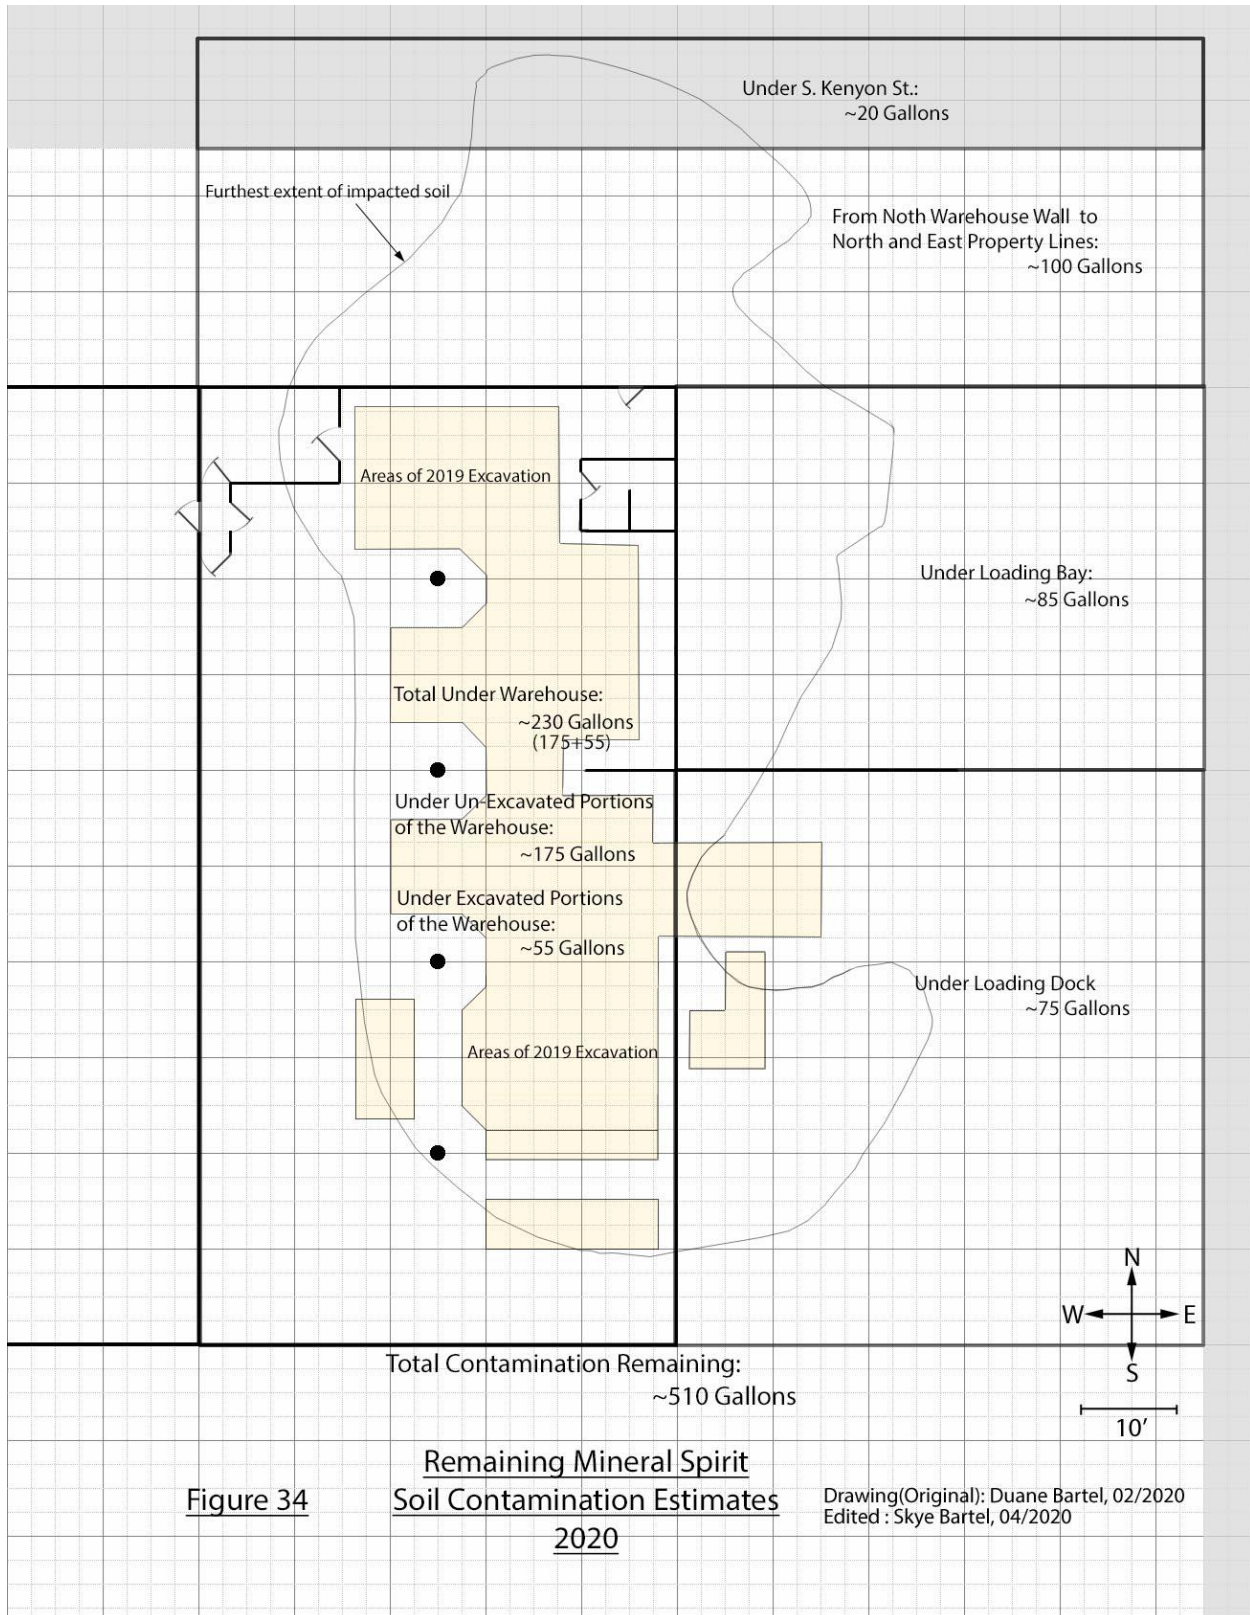 Under S. Kenyon St.:
~20 Gallons
Furthest extent of impacted soil
From Noth Warehouse Wall to
North and East Property Lines:
~100 Gallons
Areas of 2019 Excavation
Under Loading Bay:
~85 Gallons
Total Under Warehouse:
~230 Gallons
(175+55)
Under Un-Excavated Portions
of the Warehouse:
~175 Gallons
Under Excavated Portions
of the Warehouse:
~55 Gallons
Under Loading Dock
~75 Gallons
Areas of 2019 Excavation
N
W E
S
10'
Total Contamination Remaining:
~510 Gallons
Remaining Mineral Spirit
Soil Contamination Estimates
2020
Figure 34
Drawing(Original): Duane Bartel, 02/2020
Edited : Skye Bartel, 04/2020